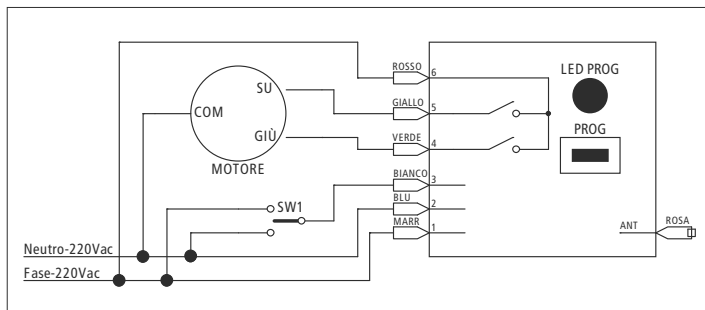 ROSSO
6
LED PROG
SU
GIALLO
5
COM
PROG
GIÙ
VERDE
4
MOTORE
BIANCO
3
SW1
BLU
2
MARR
1
ANT
ROSA
Neutro-220Vac
Fase-220Vac